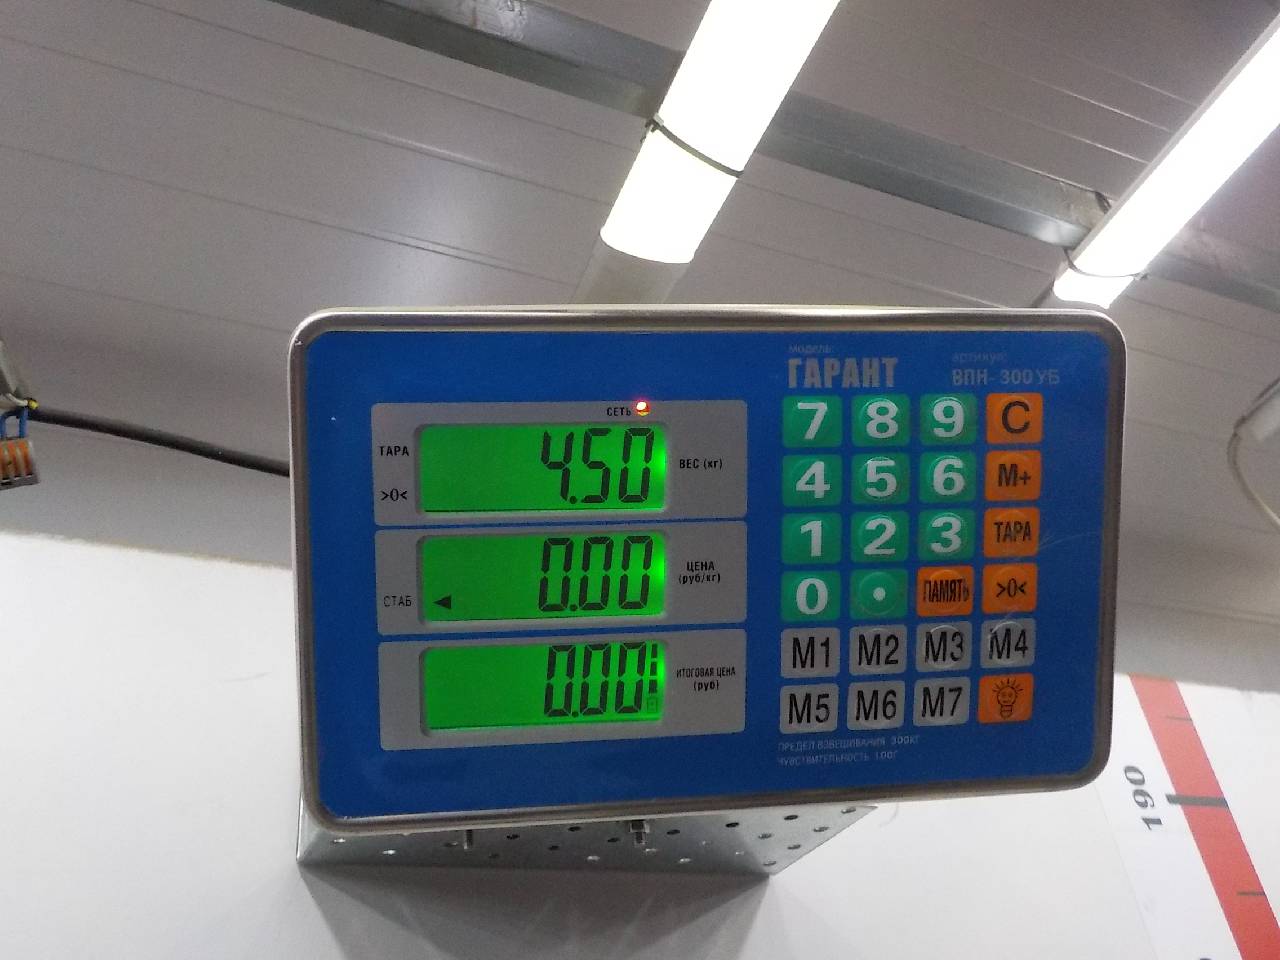 модель:
ГАРАНТ
артикул:
ВПН-300УБ
СЕТЬ
ТАРА
>0<
4.50
ВЕС (кг)
0.00
ЦЕНА
(руб/кг)
СТАБ
0.00
ИТОГОВАЯ ЦЕНА
(руб)
7 8 9 C
4 5 6 M+
1 2 3 ТАРА
0 . ПАМЯТЬ >0<
M1 M2 M3 M4
M5 M6 M7
ПРЕДЕЛ ВЗВЕШИВАНИЯ 300КГ
ЧУВСТВИТЕЛЬНОСТЬ 100Г
190